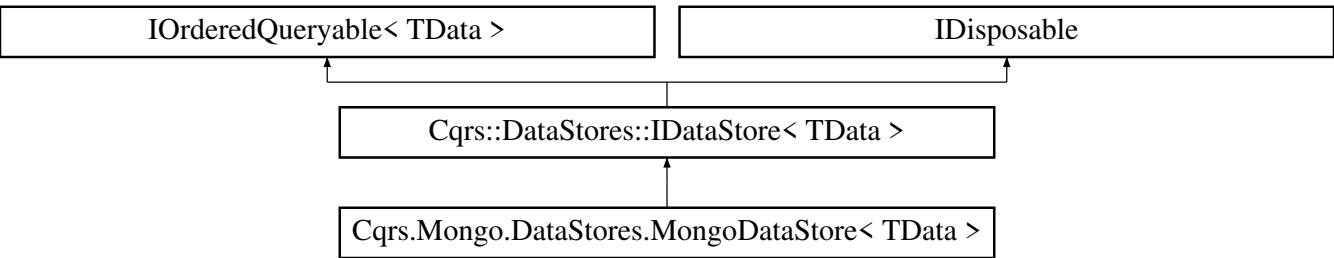 IOrderedQueryable< TData >
IDisposable
Cqrs::DataStores::IDataStore< TData >
Cqrs.Mongo.DataStores.MongoDataStore< TData >